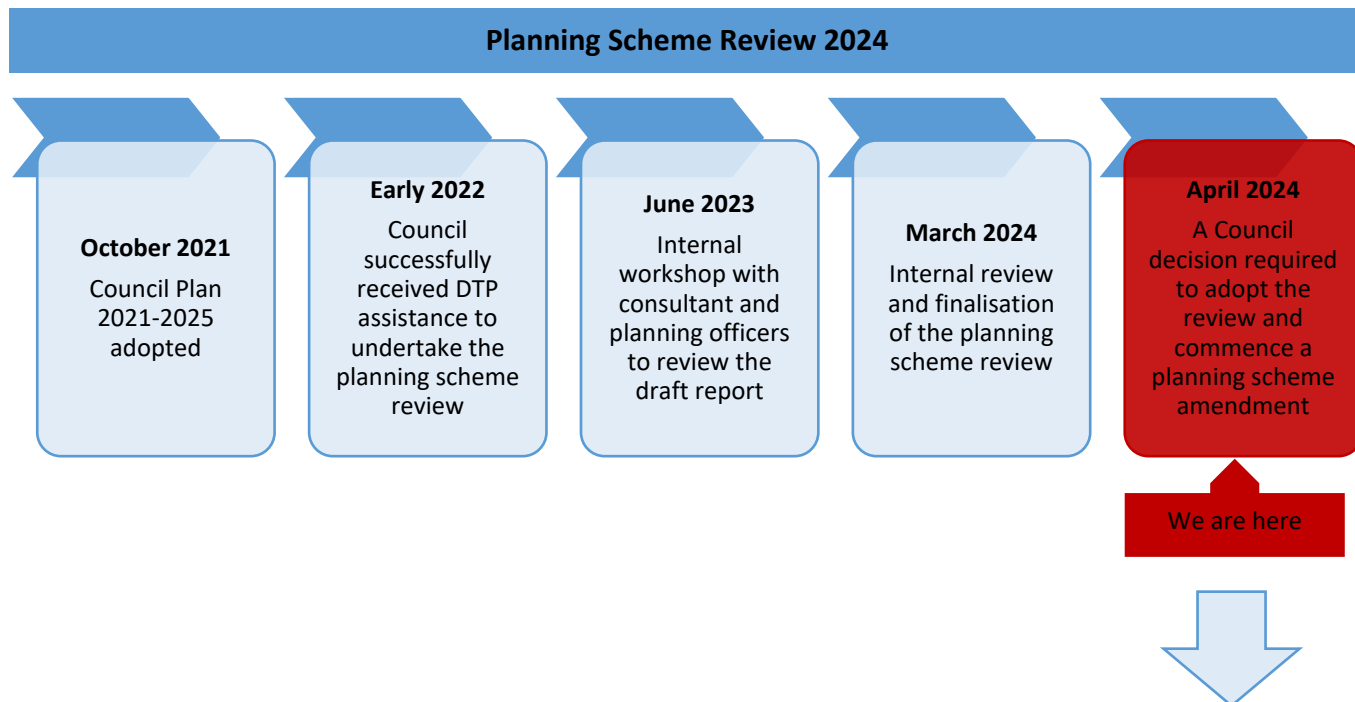 Planning Scheme Review 2024
October 2021
Council Plan
2021-2025
adopted
Early 2022
Council
successfully
received DTP
assistance to
undertake the
planning scheme
review
June 2023
Internal
workshop with
consultant and
planning officers
to review the
draft report
March 2024
Internal review
and finalisation
of the planning
scheme review
April 2024
A Council
decision required
to adopt the
review and
commence a
planning scheme
amendment
We are here